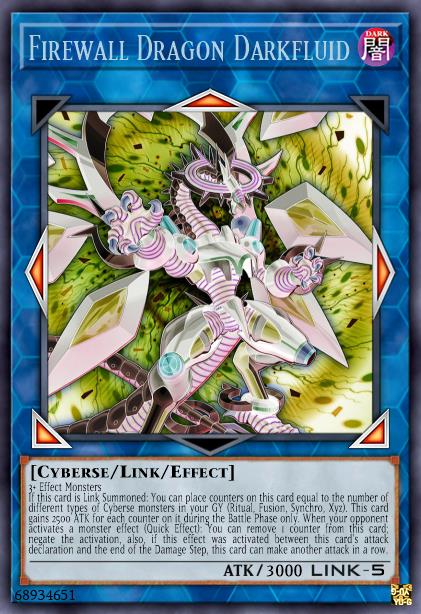 Firewall Dragon Darkfluid
DARK
闇
[Cyberse/Link/Effect]
3+ Effect Monsters
If this card is Link Summoned: You can place counters on this card equal to the number of
different types of Cyberse monsters in your GY (Ritual, Fusion, Synchro, Xyz). This card
gains 2500 ATK for each counter on it during the Battle Phase only. When your opponent
activates a monster effect (Quick Effect): You can remove 1 counter from this card;
negate the activation, also, if this effect was activated between this card's attack
declaration and the end of the Damage Step, this card can make another attack in a row.
ATK/3000 LINK-5
68934651